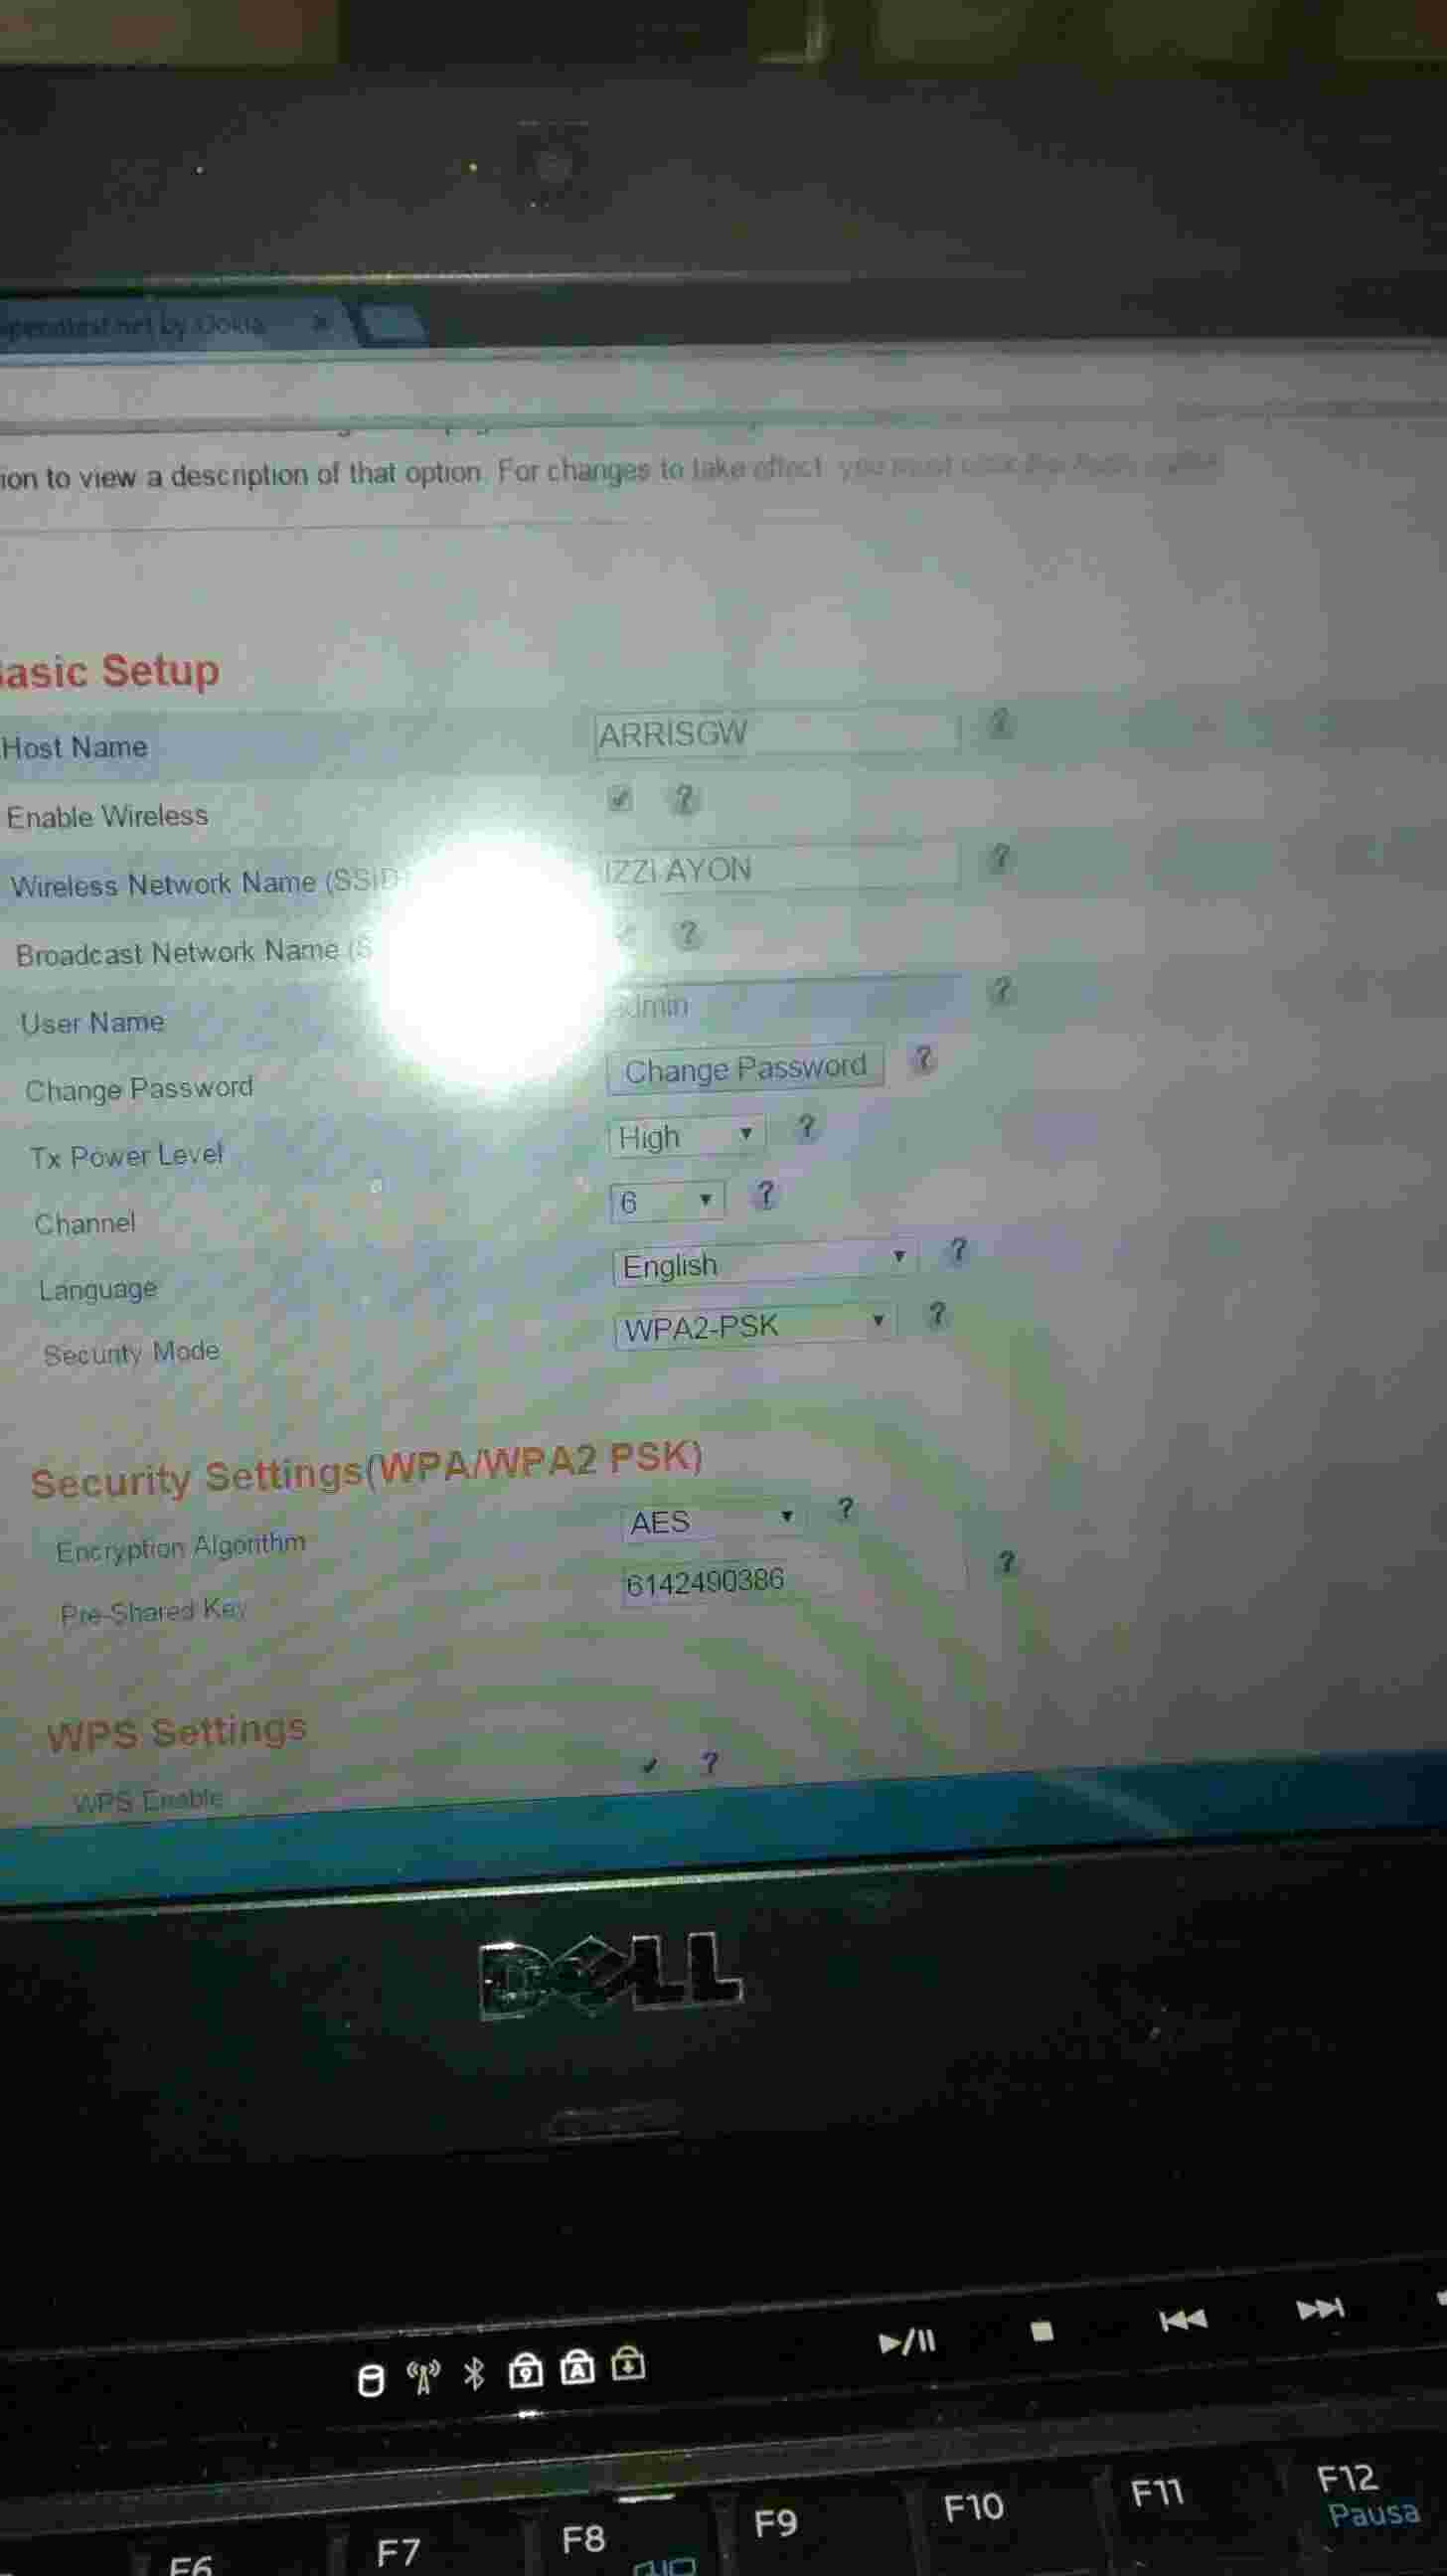 by Ookla
ion to view a description of that option. For changes to take effect, you must click the Apply button
asic Setup
Host Name ARRISGW ?
Enable Wireless ?
Wireless Network Name (SSID) IZZI AYON ?
Broadcast Network Name (S ?
User Name dmin ?
Change Password Change Password ?
Tx Power Level High ?
Channel 6 ?
Language English ?
Security Mode WPA2-PSK ?
Security Settings(WPA/WPA2 PSK)
Encryption Algorithm AES ?
Pre-Shared Key 6142490386 ?
WPS Settings
WPS Enable ?
DELL
F6 F7 F8 F9 F10 F11 F12
Pausa